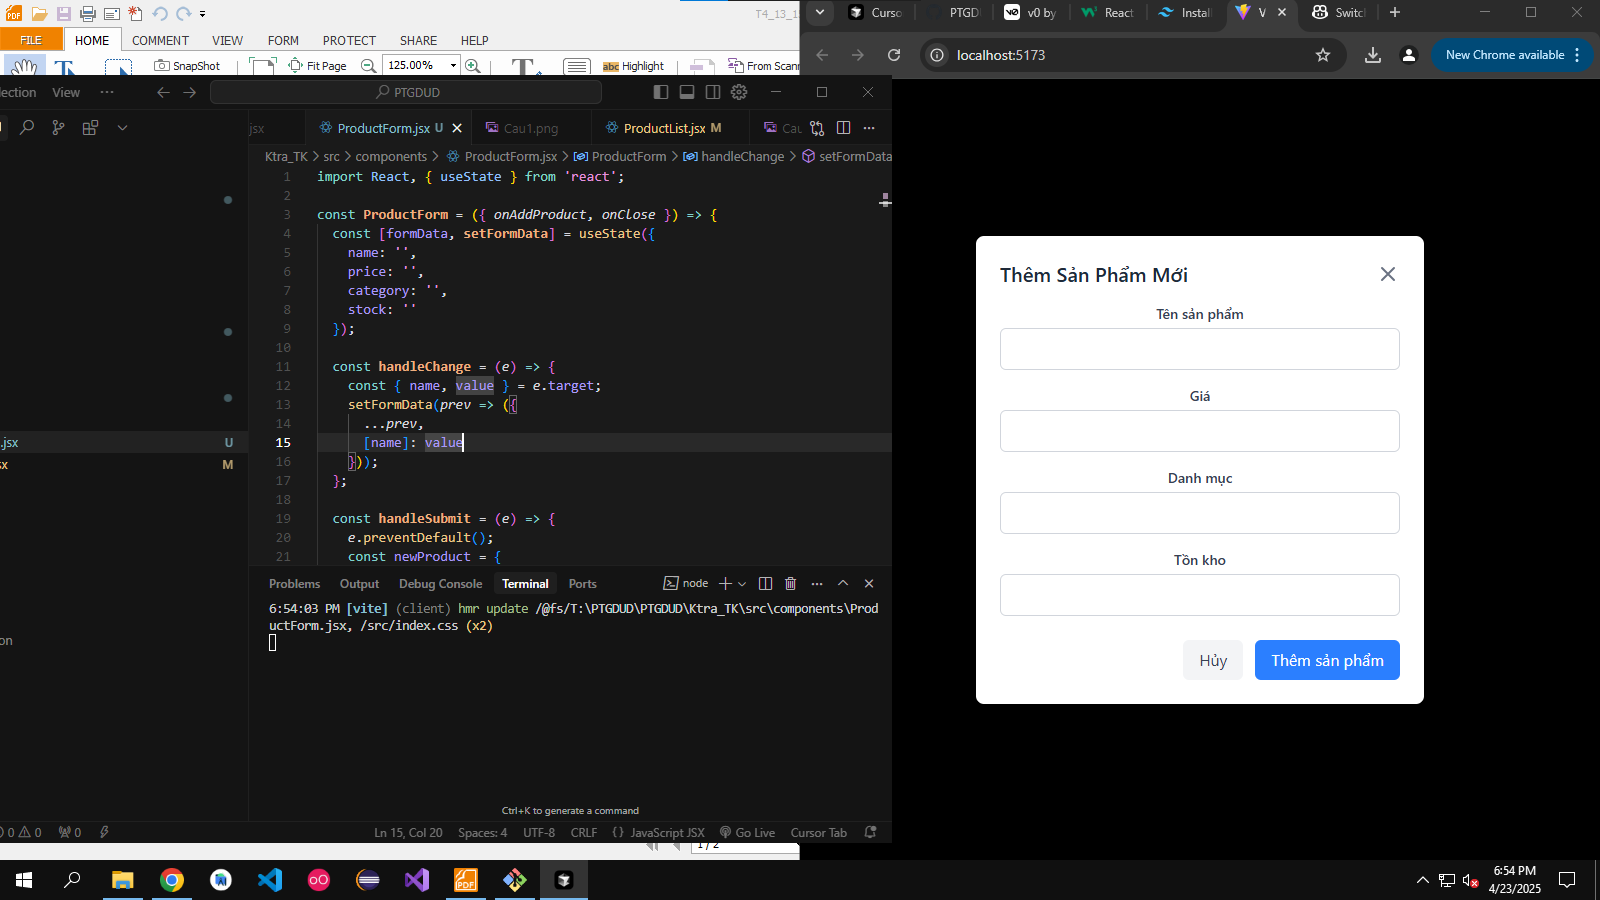 T4_13_1
FILE
HOME
COMMENT
VIEW
FORM
PROTECT
SHARE
HELP
SnapShot
Fit Page
125.00%
Highlight
From Scann
lection
View
PTGDUD
jsx
ProductForm.jsx U
Cau1.png
ProductList.jsx M
Cau
Ktra_TK > src > components > ProductForm.jsx > ProductForm > handleChange > setFormData
1 import React, { useState } from 'react';
2
3 const ProductForm = ({ onAddProduct, onClose }) => {
4 const [formData, setFormData] = useState({
5 name: '',
6 price: '',
7 category: '',
8 stock: ''
9 });
10
11 const handleChange = (e) => {
12 const { name, value } = e.target;
13 setFormData(prev => ({
14 ...prev,
15 [name]: value
16 }));
17 };
18
19 const handleSubmit = (e) => {
20 e.preventDefault();
21 const newProduct = {
.jsx U
sx M
on
Problems
Output
Debug Console
Terminal
Ports
node
6:54:03 PM [vite] (client) hmr update /@fs/T:\PTGDUD\PTGDUD\Ktra_TK\src\components\Prod
uctForm.jsx, /src/index.css (x2)
Ctrl+K to generate a command
0 0 0
Ln 15, Col 20
Spaces: 4
UTF-8
CRLF
JavaScript JSX
Go Live
Cursor Tab
1 / 2
Curso
PTGD
v0 by
React
Install
V
Switc
localhost:5173
New Chrome available
Thêm Sản Phẩm Mới
Tên sản phẩm
Giá
Danh mục
Tồn kho
Hủy
Thêm sản phẩm
6:54 PM
4/23/2025